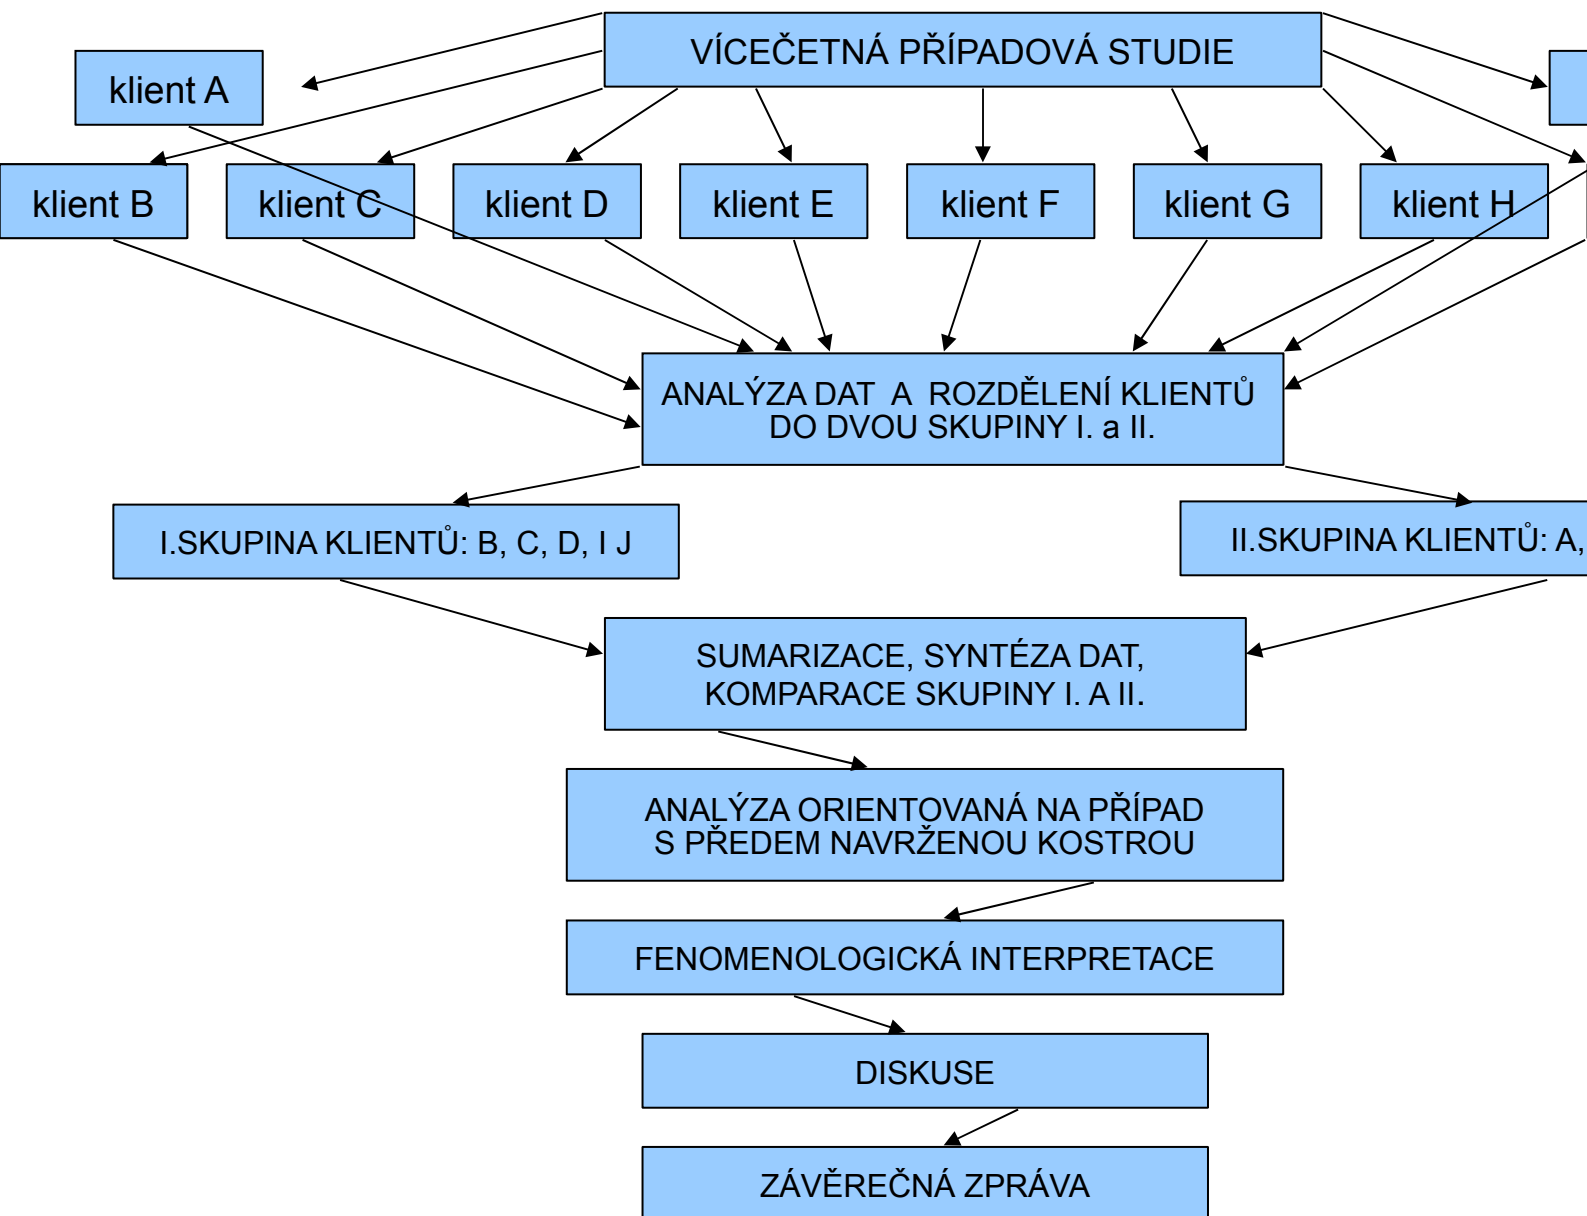 VÍCEČETNÁ PŘÍPADOVÁ STUDIE
klient A
klient B
klient C
klient D
klient E
klient F
klient G
klient H
ANALÝZA DAT A ROZDĚLENÍ KLIENTŮ
DO DVOU SKUPINY I. a II.
I.SKUPINA KLIENTŮ: B, C, D, I J
II.SKUPINA KLIENTŮ: A,
SUMARIZACE, SYNTÉZA DAT,
KOMPARACE SKUPINY I. A II.
ANALÝZA ORIENTOVANÁ NA PŘÍPAD
S PŘEDEM NAVRŽENOU KOSTROU
FENOMENOLOGICKÁ INTERPRETACE
DISKUSE
ZÁVĚREČNÁ ZPRÁVA